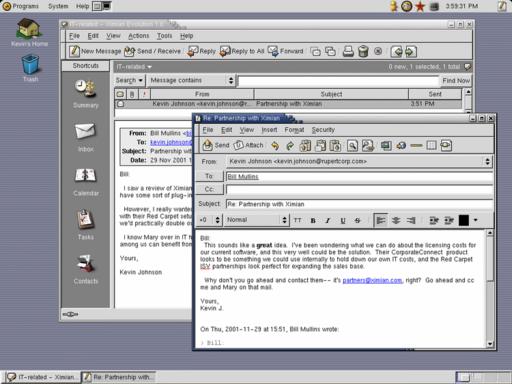 Programs System Help 3:59:31 PM
Kevin's Home
Trash
IT-related - Ximian Evolution 1.0
File Edit View Actions Tools Help
New Message Send / Receive Reply Reply to All Forward
Shortcuts
IT-related 0 new, 1 selected, 1 total
Search Message contains Find Now
From Subject Sent
Kevin Johnson <kevin.johnson@r... Partnership with Ximian 3:51 PM
Summary
Inbox
Calendar
Tasks
Contacts
From: Bill Mullins
To: kevin.johnson@
Subject: Partnership
Date: 29 Nov 2001
Bill:
I saw a review of Ximian
have some sort of plug-in
However, I really wanted
with their Red Carpet setu
we'd practically double o
I know Mary over in IT h
among us can benefit from
Yours,
Kevin Johnson
Re: Partnership with Ximian
File Edit View Insert Format Security
Send Attach
From: Kevin Johnson <kevin.johnson@rupertcorp.com>
To: Bill Mullins
Cc:
Subject: Re: Partnership with Ximian
+0 Normal TT B I U S
Bill:
This sounds like a great idea. I've been wondering what we can do about the licensing costs for
our current software, and this very well could be the solution. Their CorporateConnect product
looks to be something we could use internally to hold down our own IT costs, and the Red Carpet
ISV partnerships look perfect for expanding the sales base.
Why don't you go ahead and contact them-- it's partners@ximian.com, right? Go ahead and cc
me and Mary on that mail.
Yours,
Kevin J.
On Thu, 2001-11-29 at 15:51, Bill Mullins wrote:
> Bill:
IT-related - Ximian... Re: Partnership with...